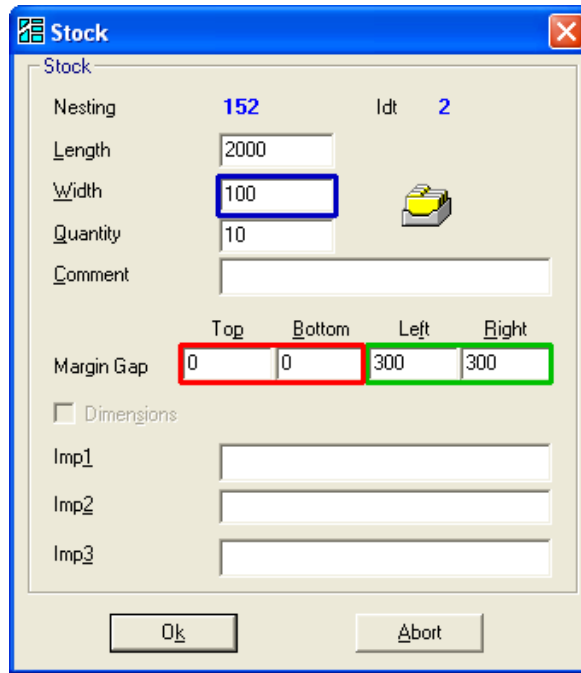 Stock
Stock
Nesting 152 Idt 2
Length 2000
Width 100
Quantity 10
Comment
Top Bottom Left Right
Margin Gap 0 0 300 300
Dimensions
Imp1
Imp2
Imp3
Ok Abort